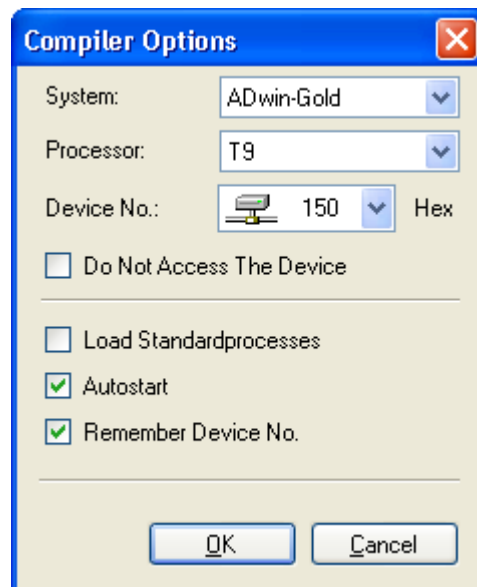 Compiler Options
System: ADwin-Gold
Processor: T9
Device No.: 150 Hex
Do Not Access The Device
Load Standardprocesses
Autostart
Remember Device No.
OK Cancel